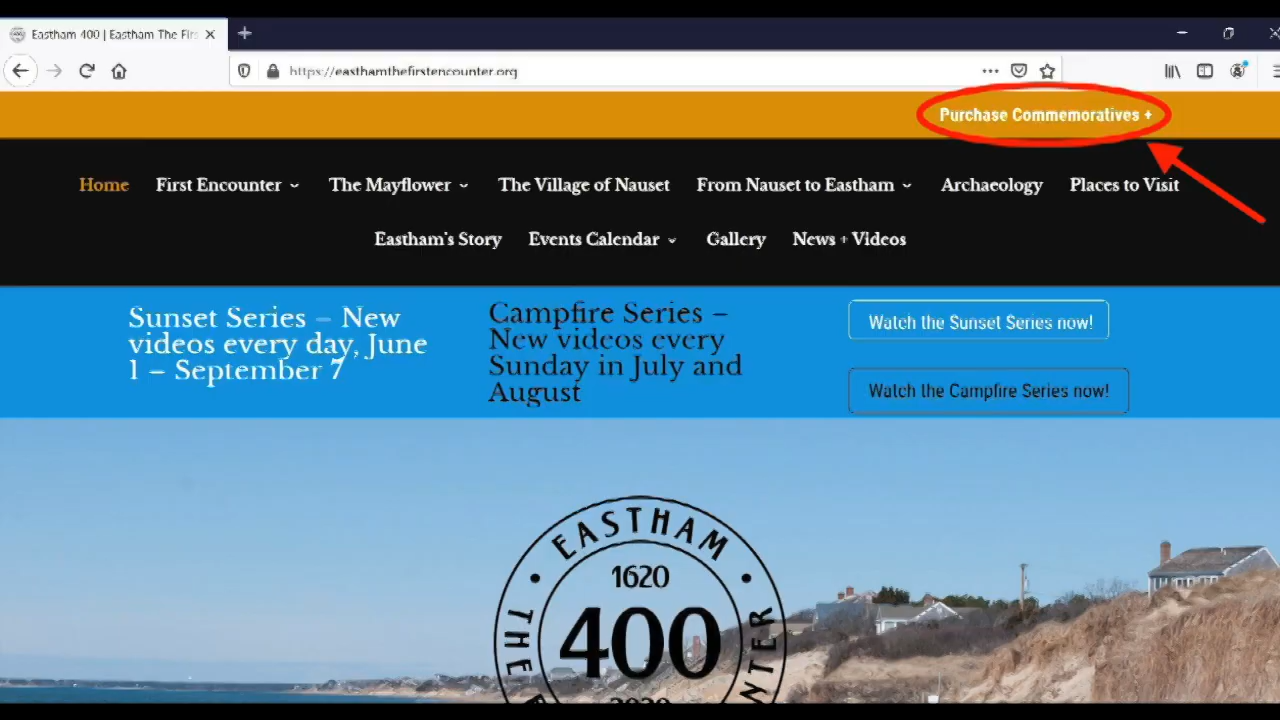 Eastham 400 | Eastham The Firs
https://easthamthefirstencounter.org
Purchase Commemoratives +
Home First Encounter The Mayflower The Village of Nauset From Nauset to Eastham Archaeology Places to Visit
Eastham's Story Events Calendar Gallery News + Videos
Sunset Series – New
videos every day, June
1 – September 7
Campfire Series –
New videos every
Sunday in July and
August
Watch the Sunset Series now!
Watch the Campfire Series now!
EASTHAM
1620
400
THE
NTER
2020